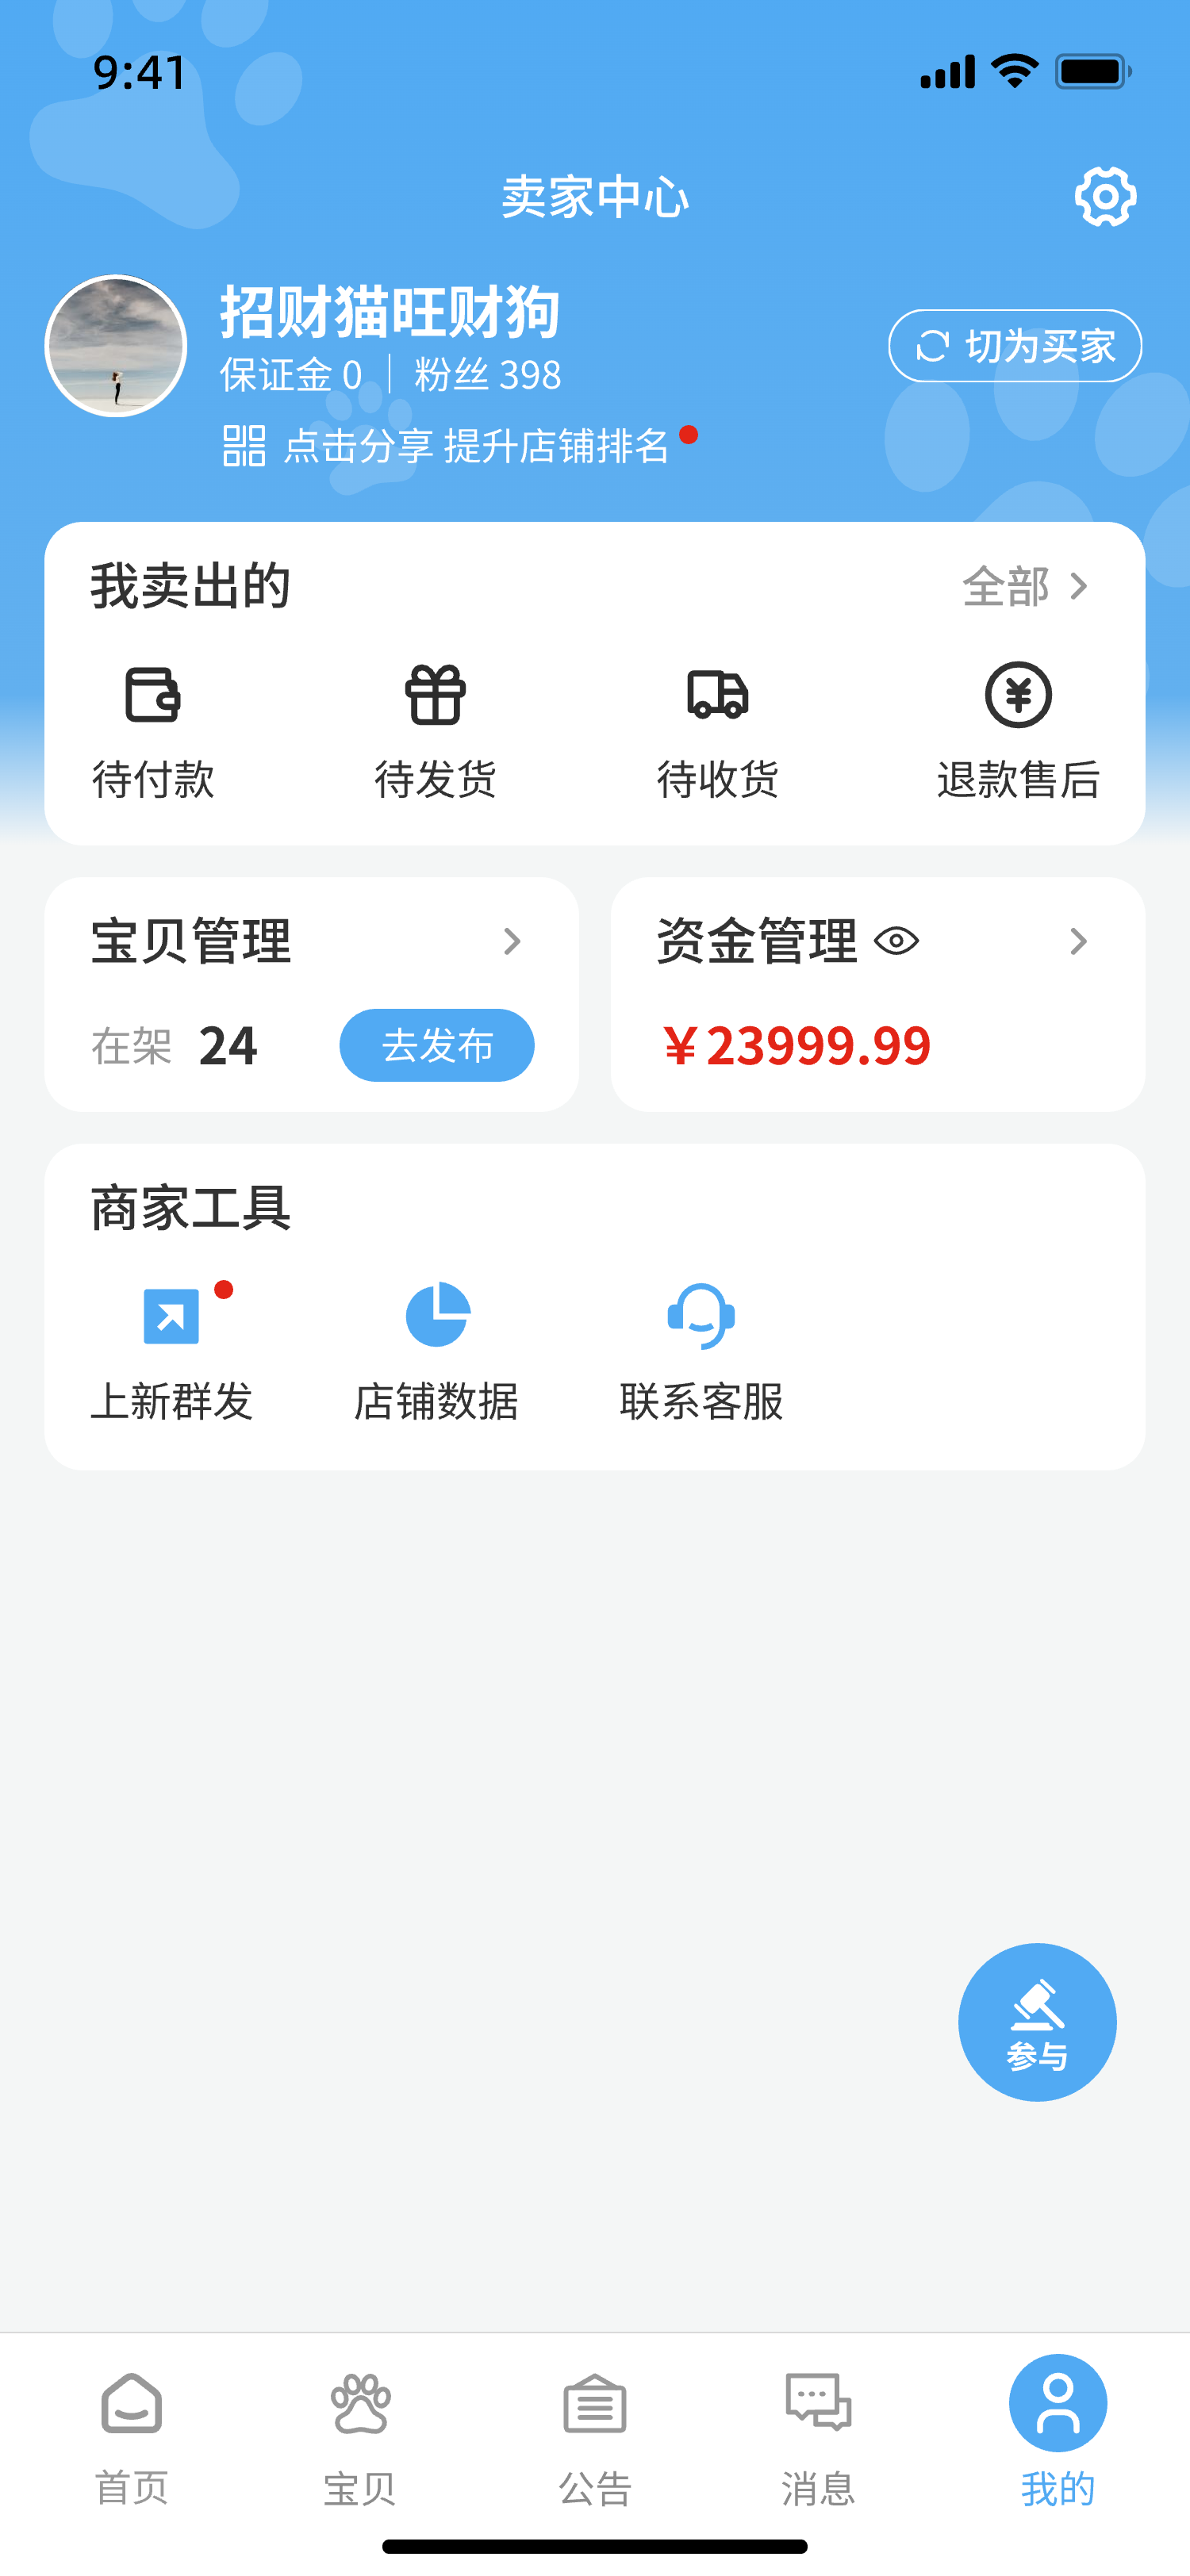 9:41
卖家中心
招财猫旺财狗
保证金 0 | 粉丝 398
切为买家
点击分享 提升店铺排名
我卖出的 全部
待付款 待发货 待收货 退款售后
宝贝管理 资金管理
在架 24 去发布 ¥23999.99
商家工具
上新群发 店铺数据 联系客服
参与
首页 宝贝 公告 消息 我的